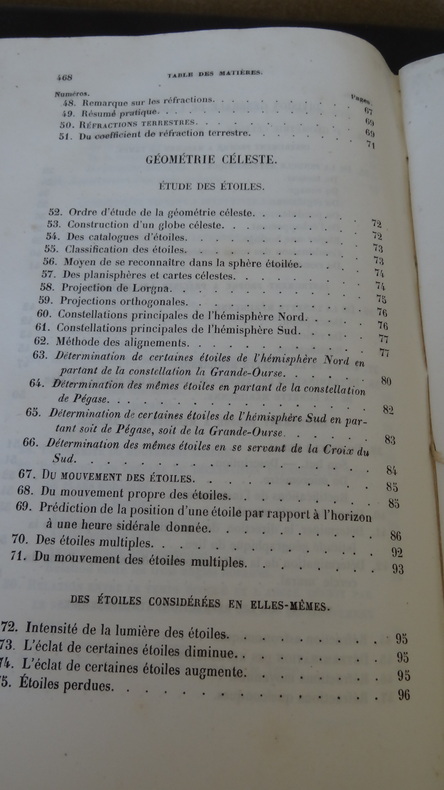 468 TABLE DES MATIÈRES.
Numéros. Pages.
48. Remarque sur les réfractions. 67
49. Résumé pratique. 69
50. RÉFRACTIONS TERRESTRES. 69
51. Du coefficient de réfraction terrestre. 71
GÉOMÉTRIE CÉLESTE.
ÉTUDE DES ÉTOILES.
52. Ordre d'étude de la géométrie céleste. 72
53. Construction d'un globe céleste. 72
54. Des catalogues d'étoiles. 73
55. Classification des étoiles. 73
56. Moyen de se reconnaître dans la sphère étoilée. 74
57. Des planisphères et cartes célestes. 74
58. Projection de Lorgna. 75
59. Projections orthogonales. 76
60. Constellations principales de l'hémisphère Nord. 76
61. Constellations principales de l'hémisphère Sud. 77
62. Méthode des alignements. 77
63. Détermination de certaines étoiles de l'hémisphère Nord en
partant de la constellation la Grande-Ourse. 80
64. Détermination des mêmes étoiles en partant de la constellation
de Pégase. 82
65. Détermination de certaines étoiles de l'hémisphère Sud en par-
tant soit de Pégase, soit de la Grande-Ourse 83
66. Détermination des mêmes étoiles en se servant de la Croix du
Sud. 84
67. DU MOUVEMENT DES ÉTOILES. 85
68. Du mouvement propre des étoiles. 85
69. Prédiction de la position d'une étoile par rapport à l'horizon
à une heure sidérale donnée. 86
70. Des étoiles multiples. 92
71. Du mouvement des étoiles multiples. 93
DES ÉTOILES CONSIDÉRÉES EN ELLES-MÊMES.
72. Intensité de la lumière des étoiles. 95
73. L'éclat de certaines étoiles diminue. 95
74. L'éclat de certaines étoiles augmente. 95
75. Étoiles perdues. 96